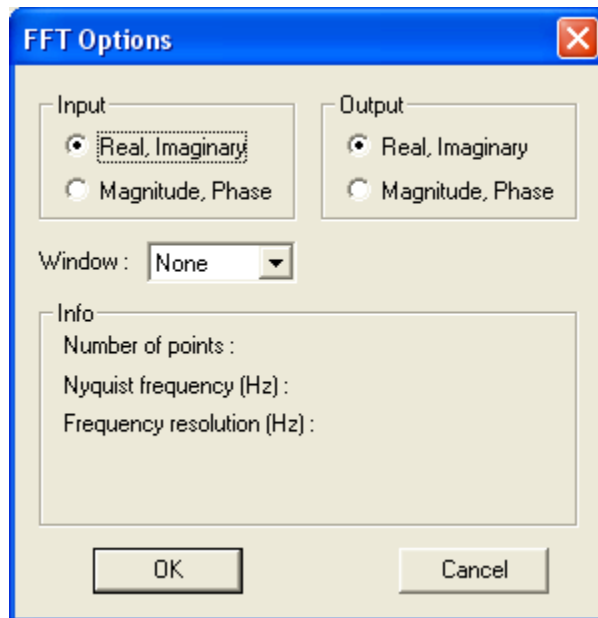 FFT Options
Input
Real, Imaginary
Magnitude, Phase
Output
Real, Imaginary
Magnitude, Phase
Window :
None
Info
Number of points :
Nyquist frequency (Hz) :
Frequency resolution (Hz) :
OK
Cancel